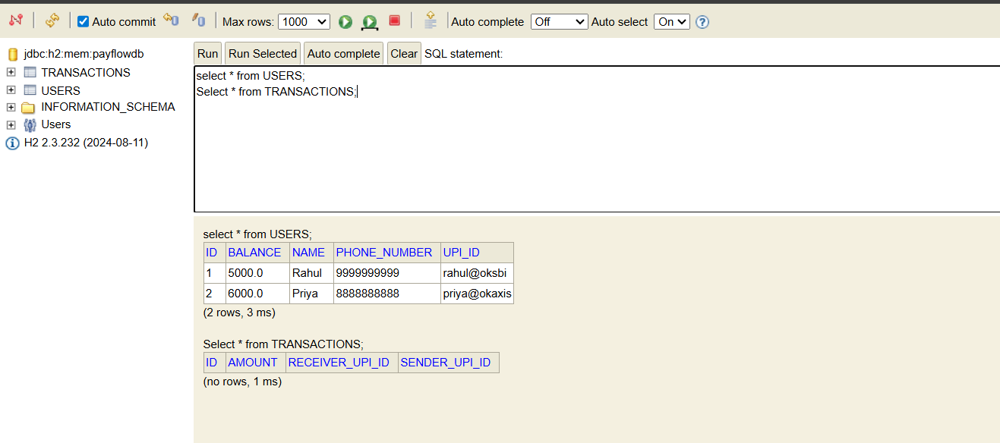 Auto commit Max rows: 1000 Auto complete Off Auto select On
jdbc:h2:mem:payflowdb
TRANSACTIONS
USERS
INFORMATION_SCHEMA
Users
H2 2.3.232 (2024-08-11)
Run Run Selected Auto complete Clear SQL statement:
select * from USERS;
Select * from TRANSACTIONS;
select * from USERS;
ID BALANCE NAME PHONE_NUMBER UPI_ID
1 5000.0 Rahul 9999999999 rahul@oksbi
2 6000.0 Priya 8888888888 priya@okaxis
(2 rows, 3 ms)
Select * from TRANSACTIONS;
ID AMOUNT RECEIVER_UPI_ID SENDER_UPI_ID
(no rows, 1 ms)